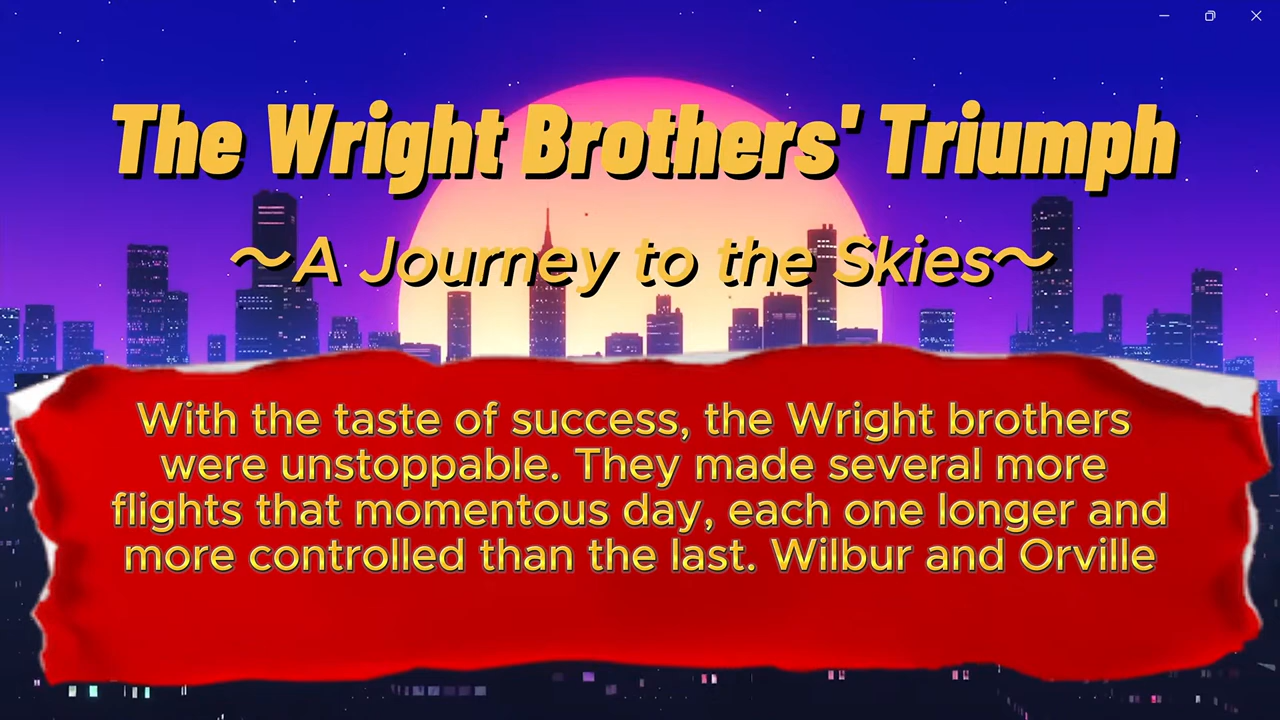 The Wright Brothers' Triumph
～A Journey to the Skies～
With the taste of success, the Wright brothers
were unstoppable. They made several more
flights that momentous day, each one longer and
more controlled than the last. Wilbur and Orville